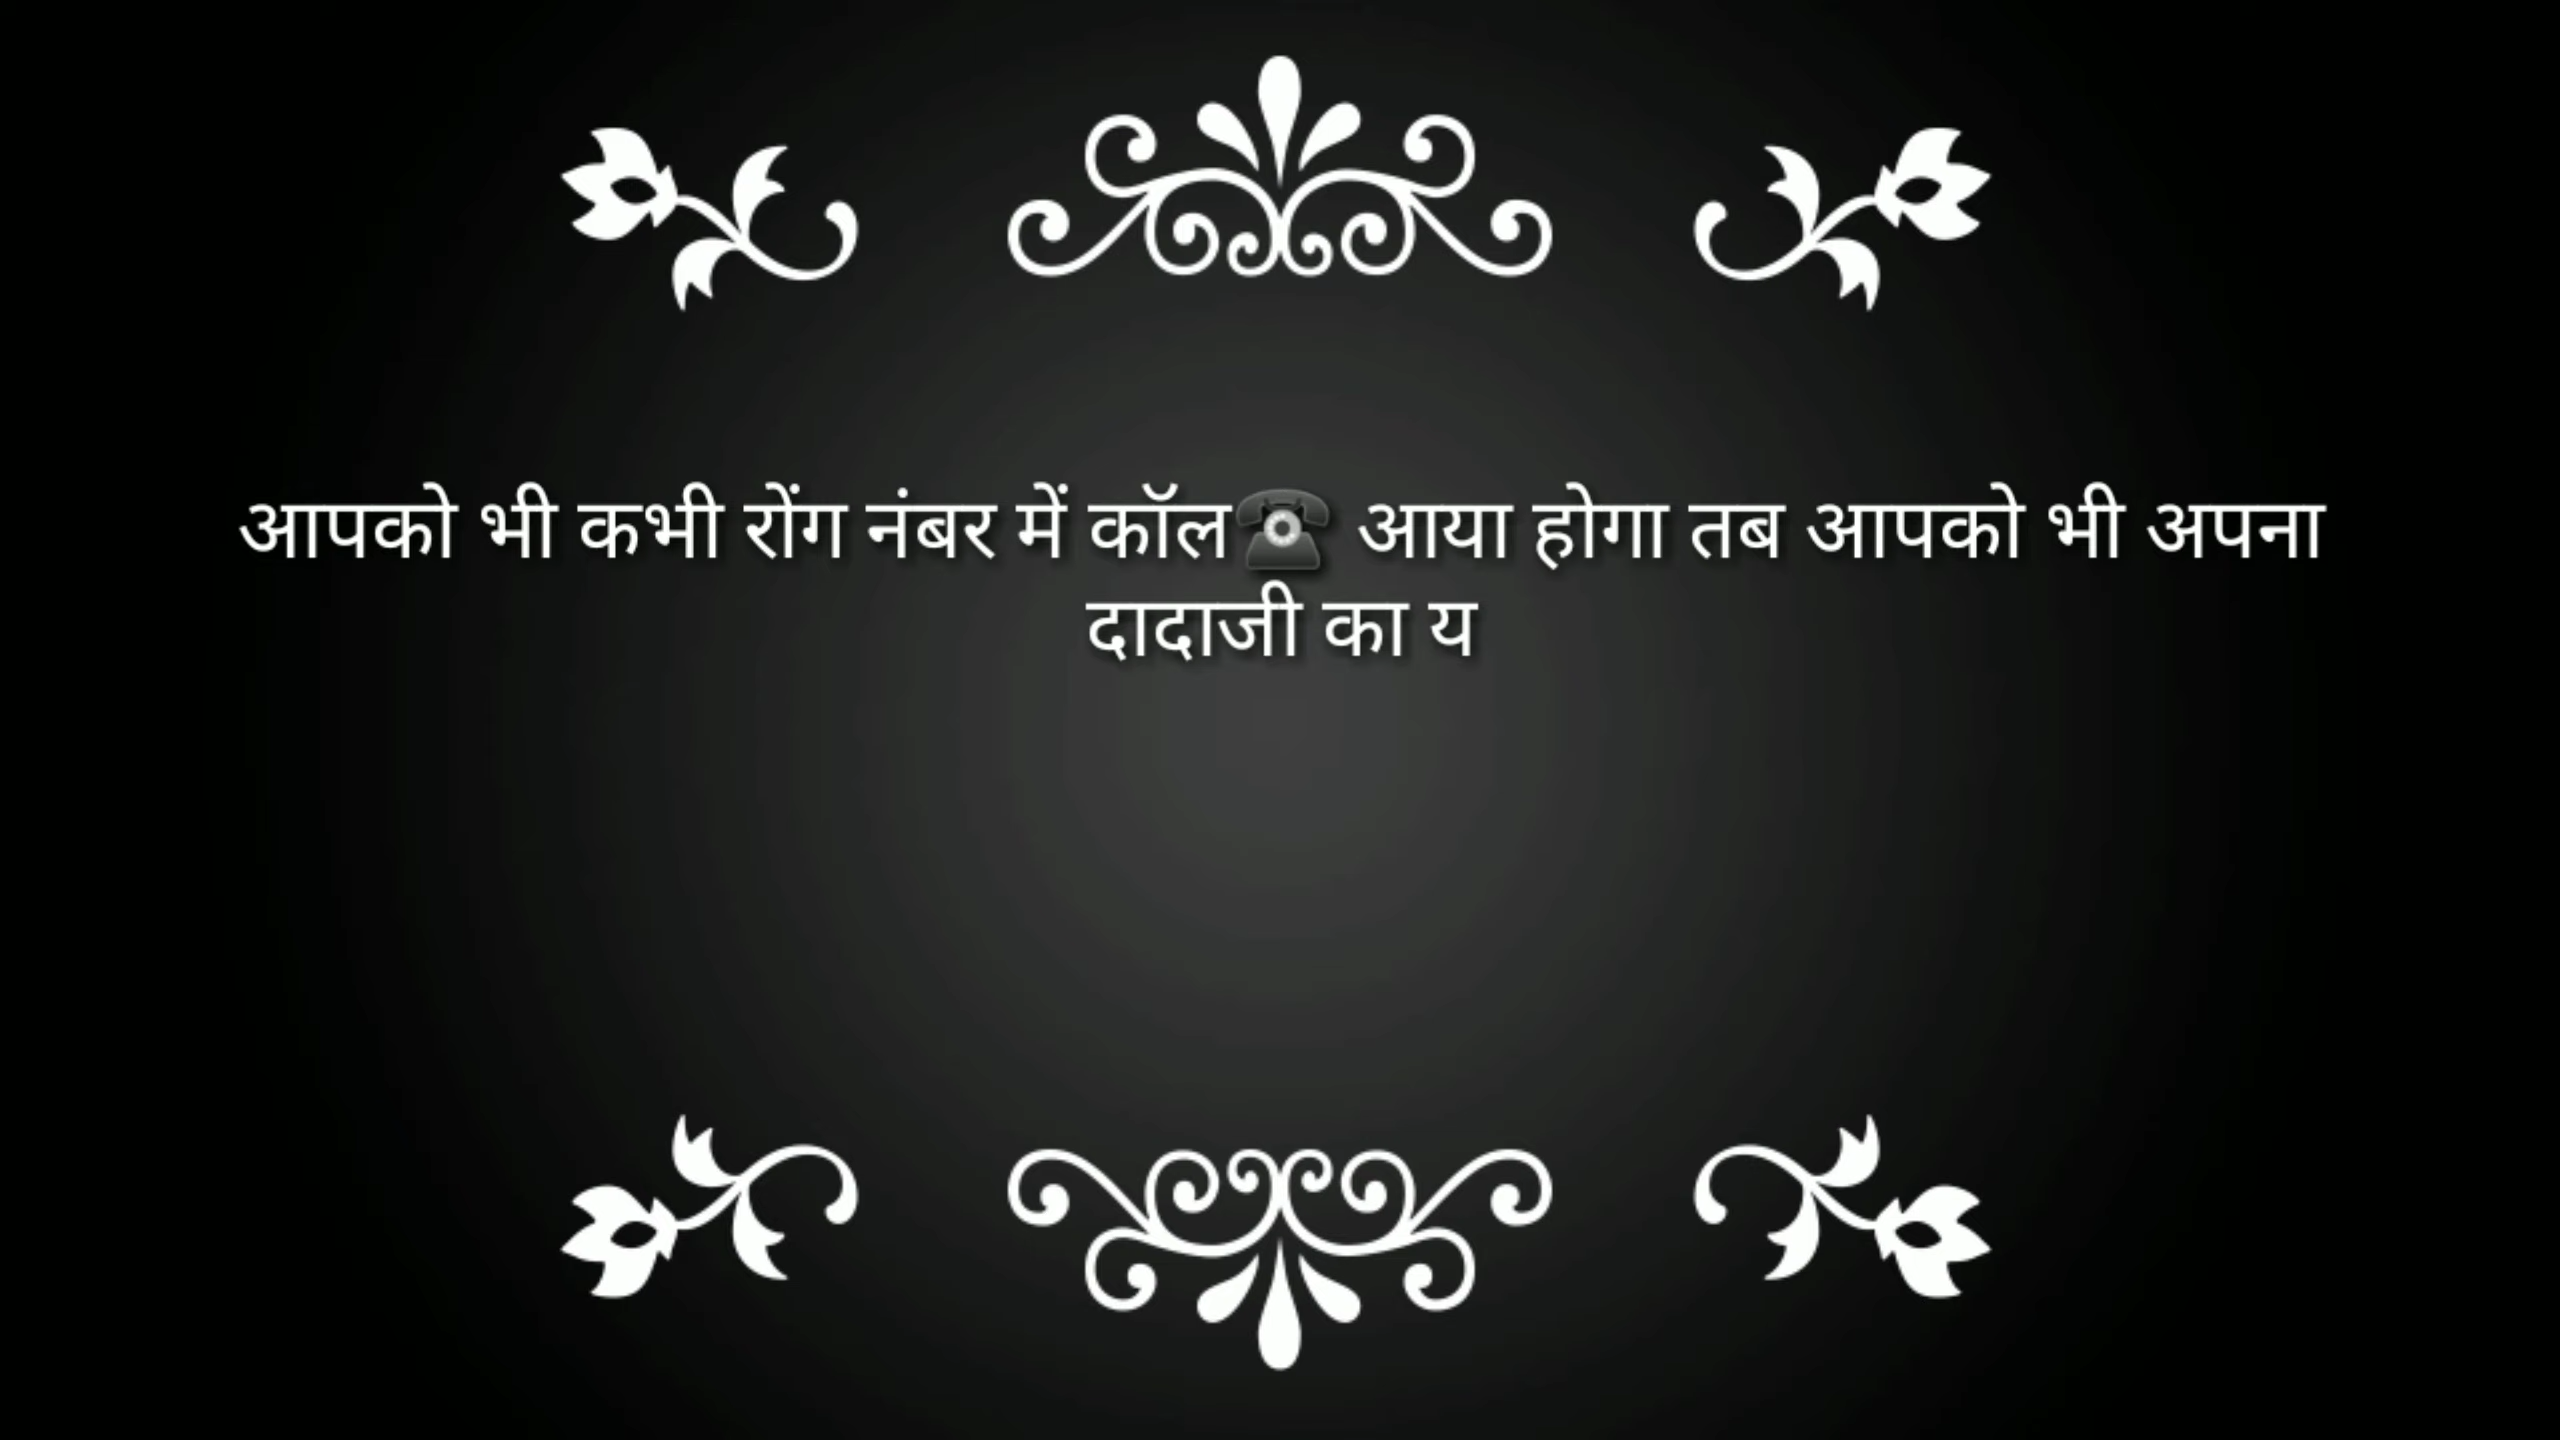 आपको भी कभी रोंग नंबर में कॉल☎ आया होगा तब आपको भी अपना
दादाजी का य